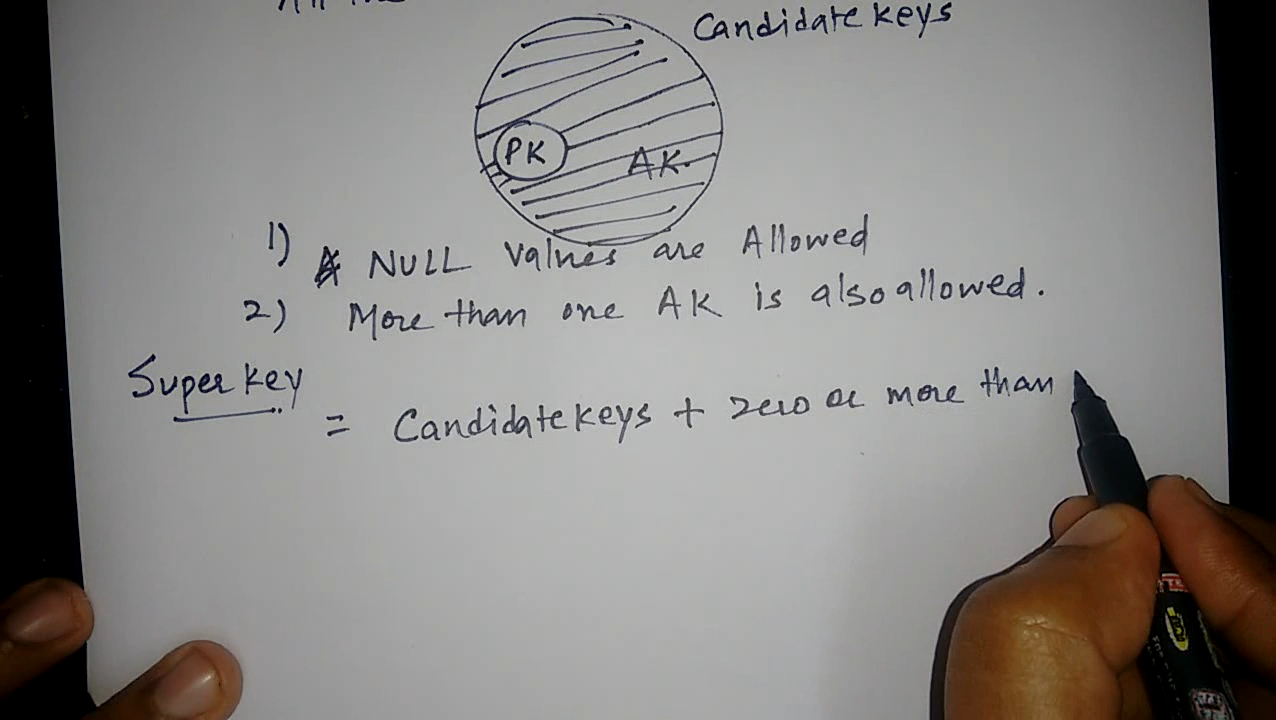 Candidate keys
PK
AK.
1) NULL Values are Allowed
2) More than one AK is also allowed.
Super key
= Candidate keys + zero or more than